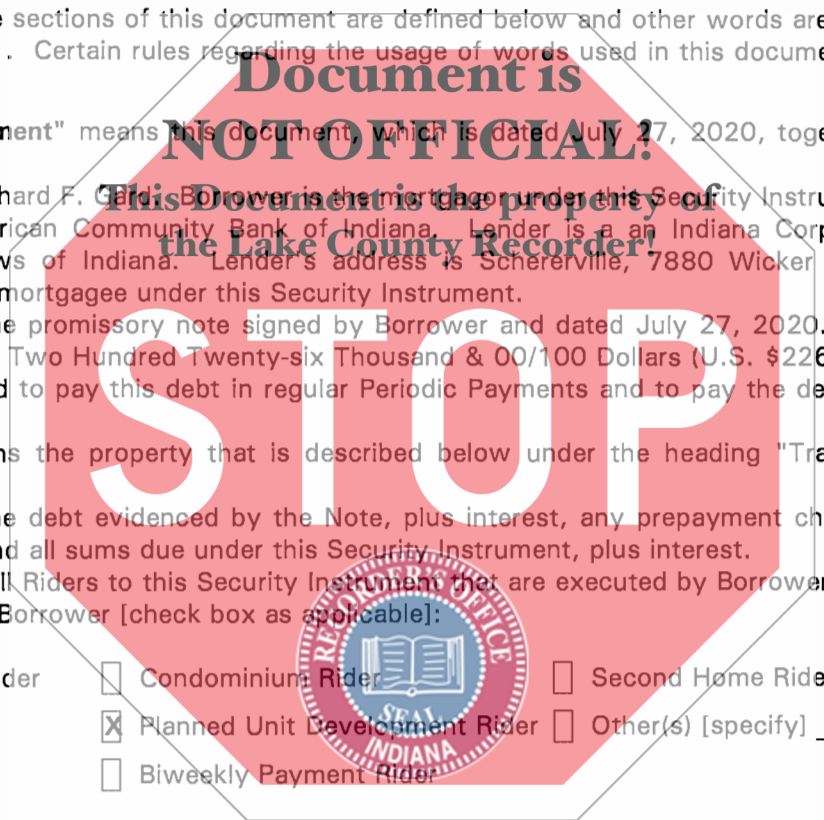 sections of this document are defined below and other words are
. Certain rules regarding the usage of words used in this docume
Document is
ment" means this document, which is dated July 27, 2020, toge
NOT OFFICIAL!
hard F. Gard. Borrower is the mortgagor under this Security Instru
This Document is the property of
rican Community Bank of Indiana. Lender is a an Indiana Corp
the Lake County Recorder!
ws of Indiana. Lender's address is Schererville, 7880 Wicker
mortgagee under this Security Instrument.
e promissory note signed by Borrower and dated July 27, 2020.
Two Hundred Twenty-six Thousand & 00/100 Dollars (U.S. $226
d to pay this debt in regular Periodic Payments and to pay the de
STOP
ns the property that is described below under the heading "Tra
e debt evidenced by the Note, plus interest, any prepayment ch
nd all sums due under this Security Instrument, plus interest.
ll Riders to this Security Instrument that are executed by Borrower
Borrower [check box as applicable]:
RECORDER'S OFFICE
SEAL
INDIANA
der Condominium Rider Second Home Ride
X Planned Unit Development Rider Other(s) [specify] _
Biweekly Payment Rider